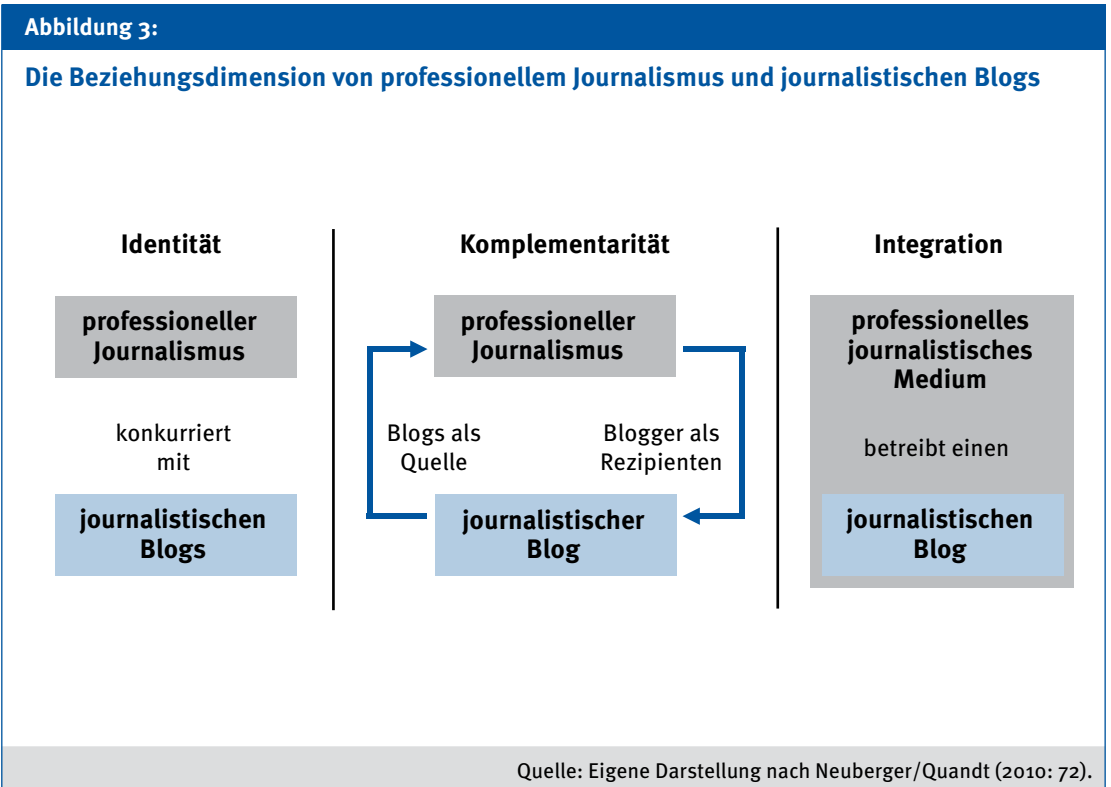 Abbildung 3:
Die Beziehungsdimension von professionellem Journalismus und journalistischen Blogs
Identität
professioneller
Journalismus
konkurriert
mit
journalistischen
Blogs
Komplementarität
professioneller
Journalismus
Blogs als
Quelle
Blogger als
Rezipienten
journalistischer
Blog
Integration
professionelles
journalistisches
Medium
betreibt einen
journalistischen
Blog
Quelle: Eigene Darstellung nach Neuberger/Quandt (2010: 72).